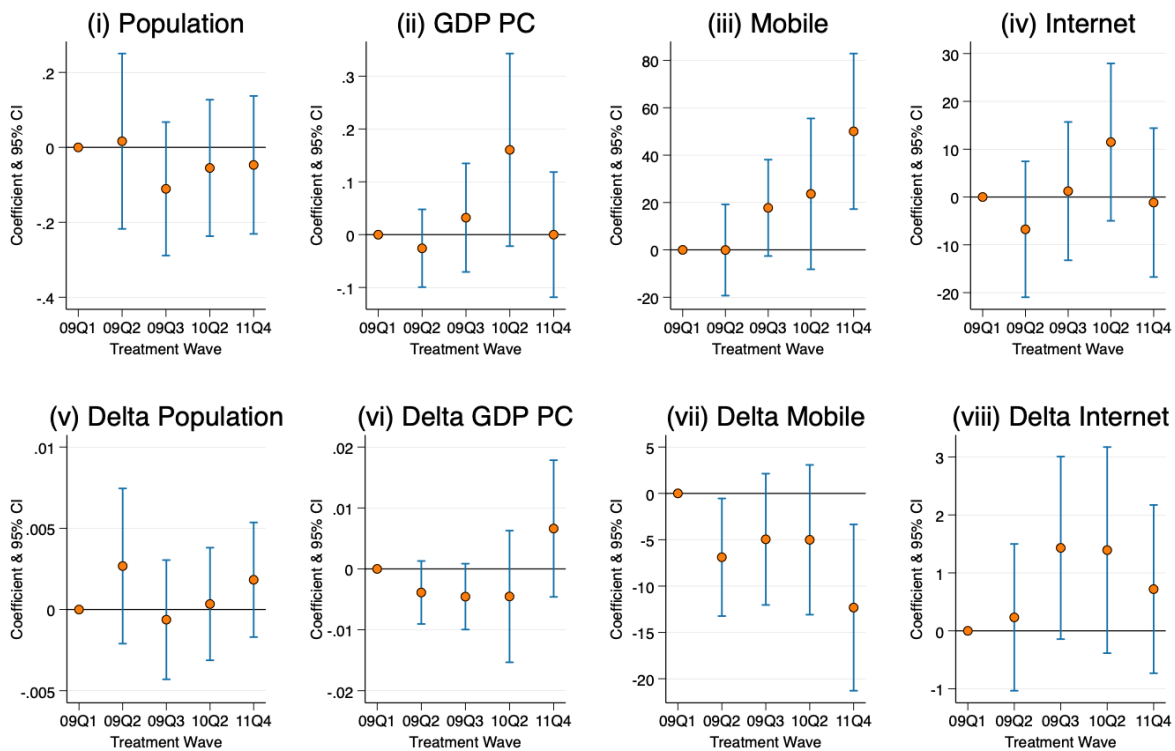 (i) Population
Coefficient & 95% CI
.2
0
-.2
-.4
09Q1 09Q2 09Q3 10Q2 11Q4
Treatment Wave
(ii) GDP PC
Coefficient & 95% CI
.3
.2
.1
0
-.1
09Q1 09Q2 09Q3 10Q2 11Q4
Treatment Wave
(iii) Mobile
Coefficient & 95% CI
80
60
40
20
0
-20
09Q1 09Q2 09Q3 10Q2 11Q4
Treatment Wave
(iv) Internet
Coefficient & 95% CI
30
20
10
0
-10
-20
09Q1 09Q2 09Q3 10Q2 11Q4
Treatment Wave
(v) Delta Population
Coefficient & 95% CI
.01
.005
0
-.005
09Q1 09Q2 09Q3 10Q2 11Q4
Treatment Wave
(vi) Delta GDP PC
Coefficient & 95% CI
.02
.01
0
-.01
-.02
09Q1 09Q2 09Q3 10Q2 11Q4
Treatment Wave
(vii) Delta Mobile
Coefficient & 95% CI
5
0
-5
-10
-15
-20
09Q1 09Q2 09Q3 10Q2 11Q4
Treatment Wave
(viii) Delta Internet
Coefficient & 95% CI
3
2
1
0
-1
09Q1 09Q2 09Q3 10Q2 11Q4
Treatment Wave